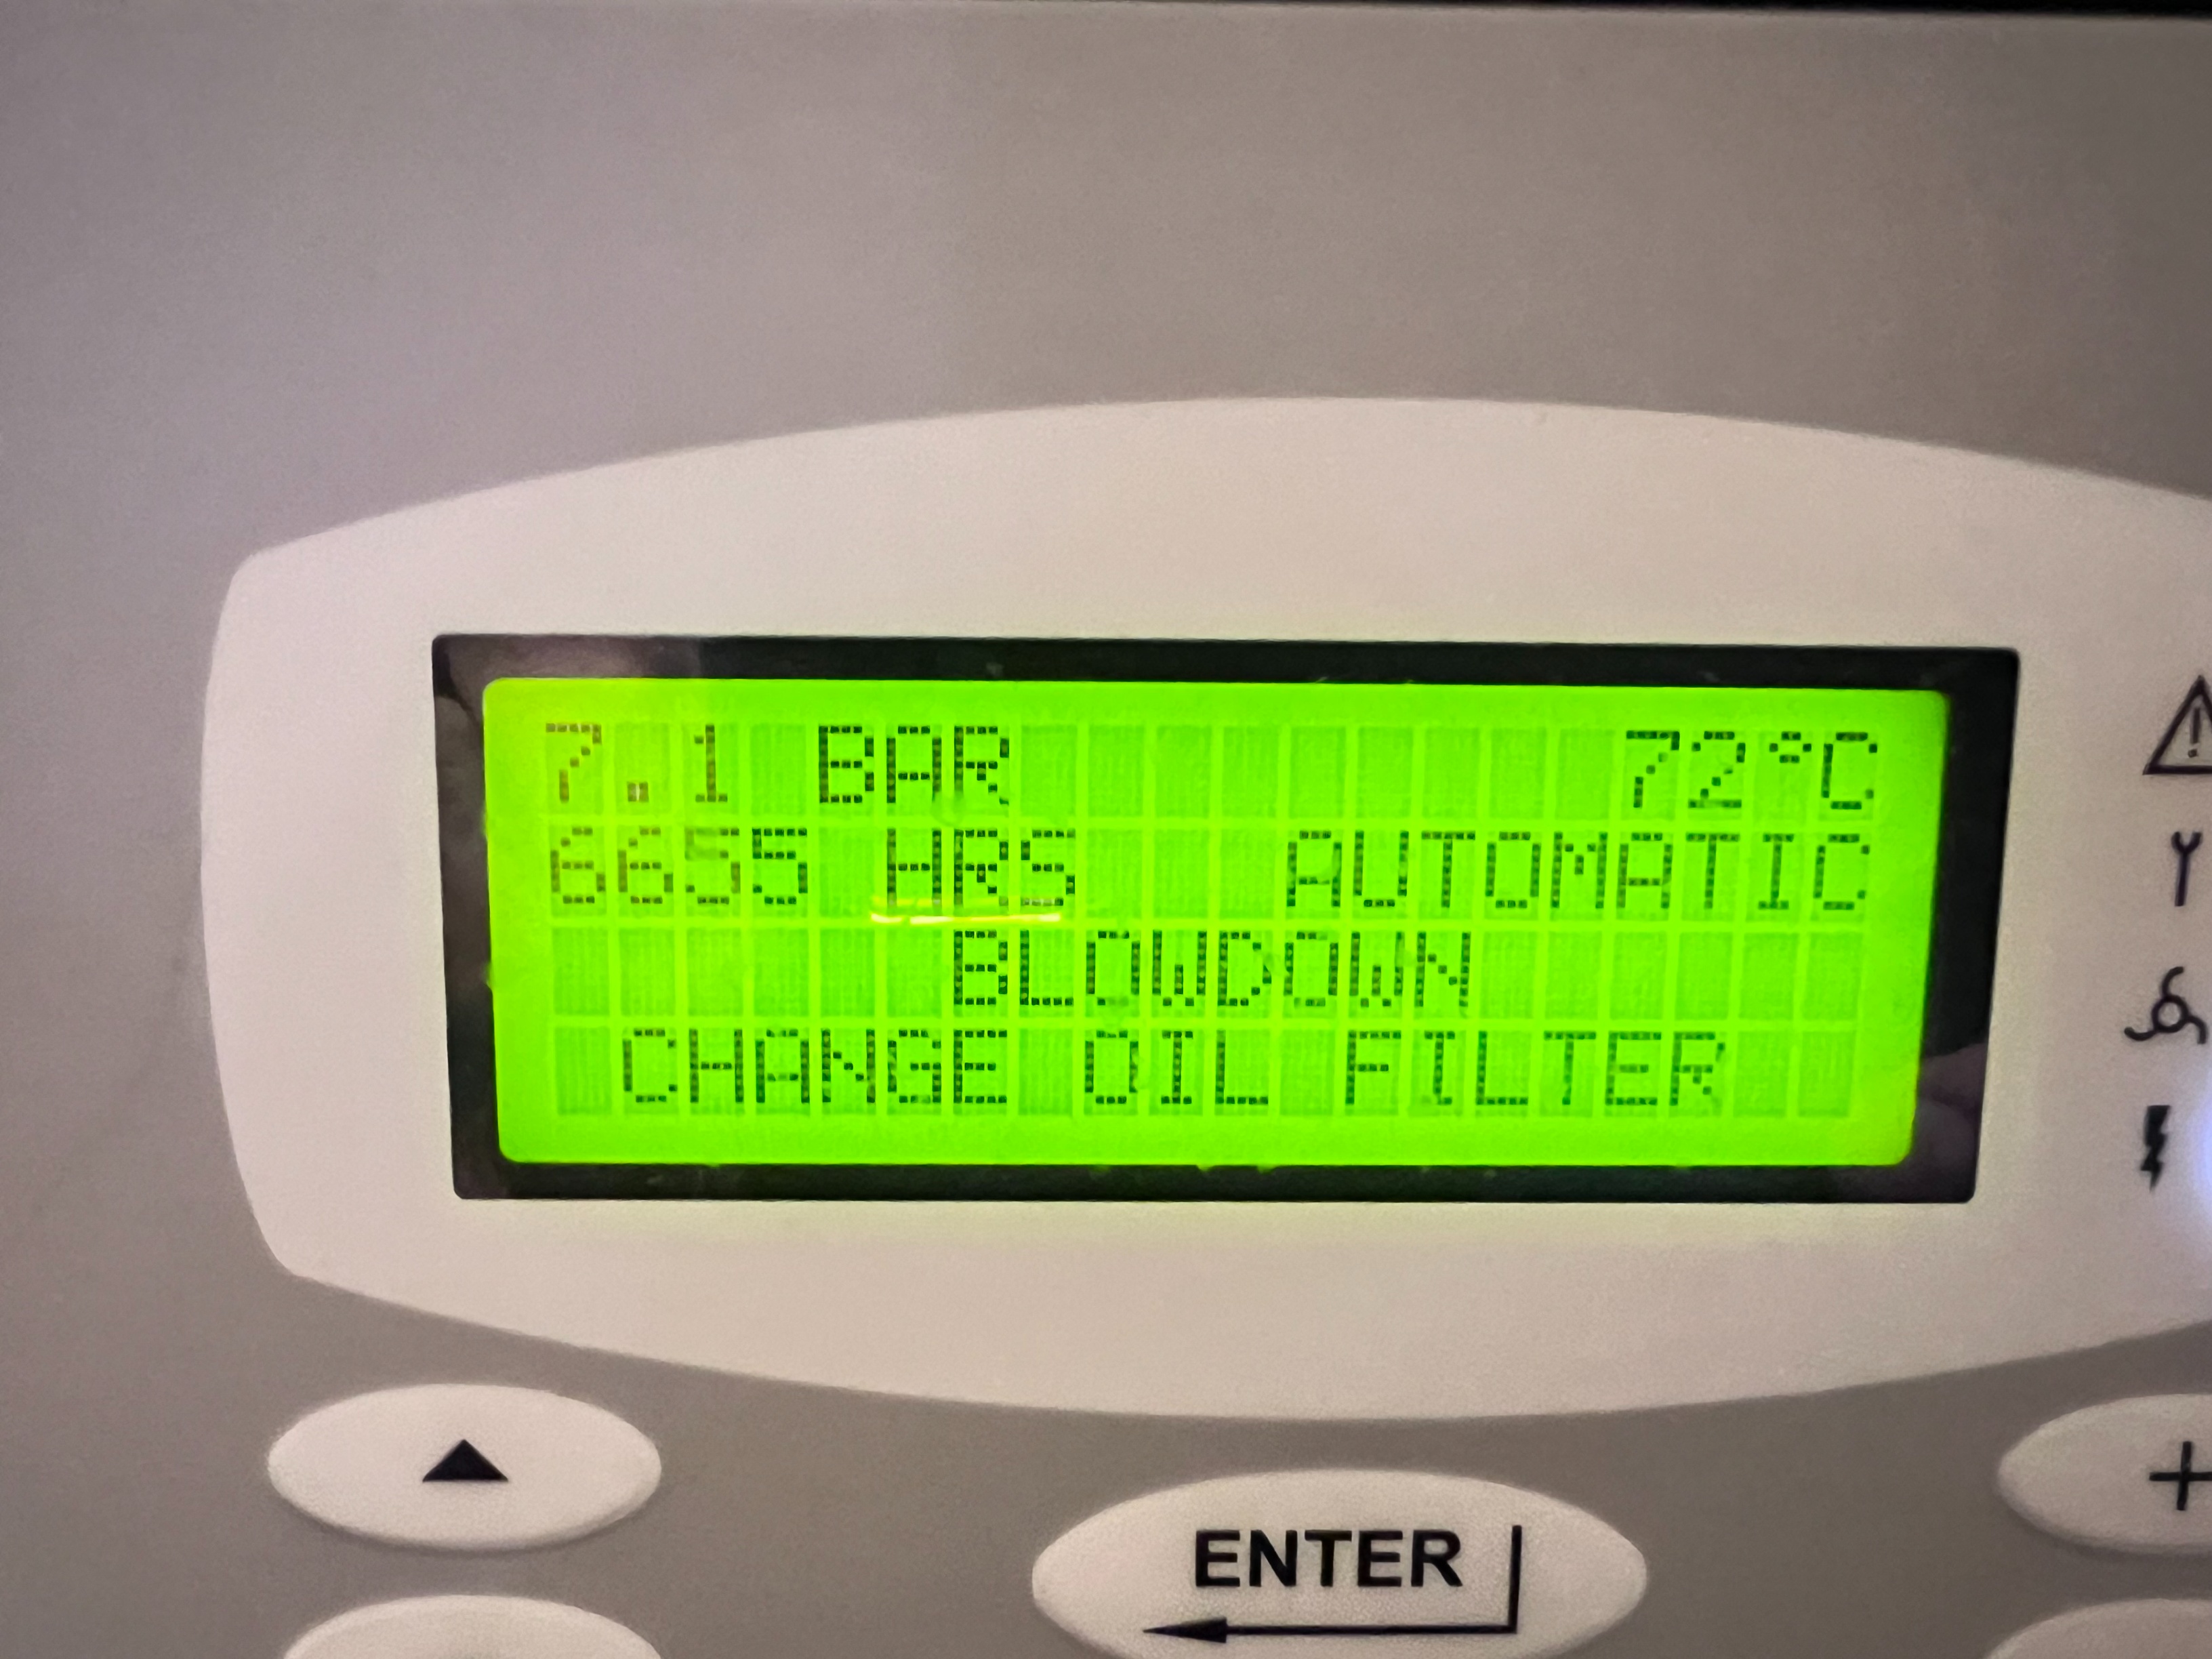 7.1 BAR 72°C
6655 HRS AUTOMATIC
BLOWDOWN
CHANGE OIL FILTER
+
ENTER